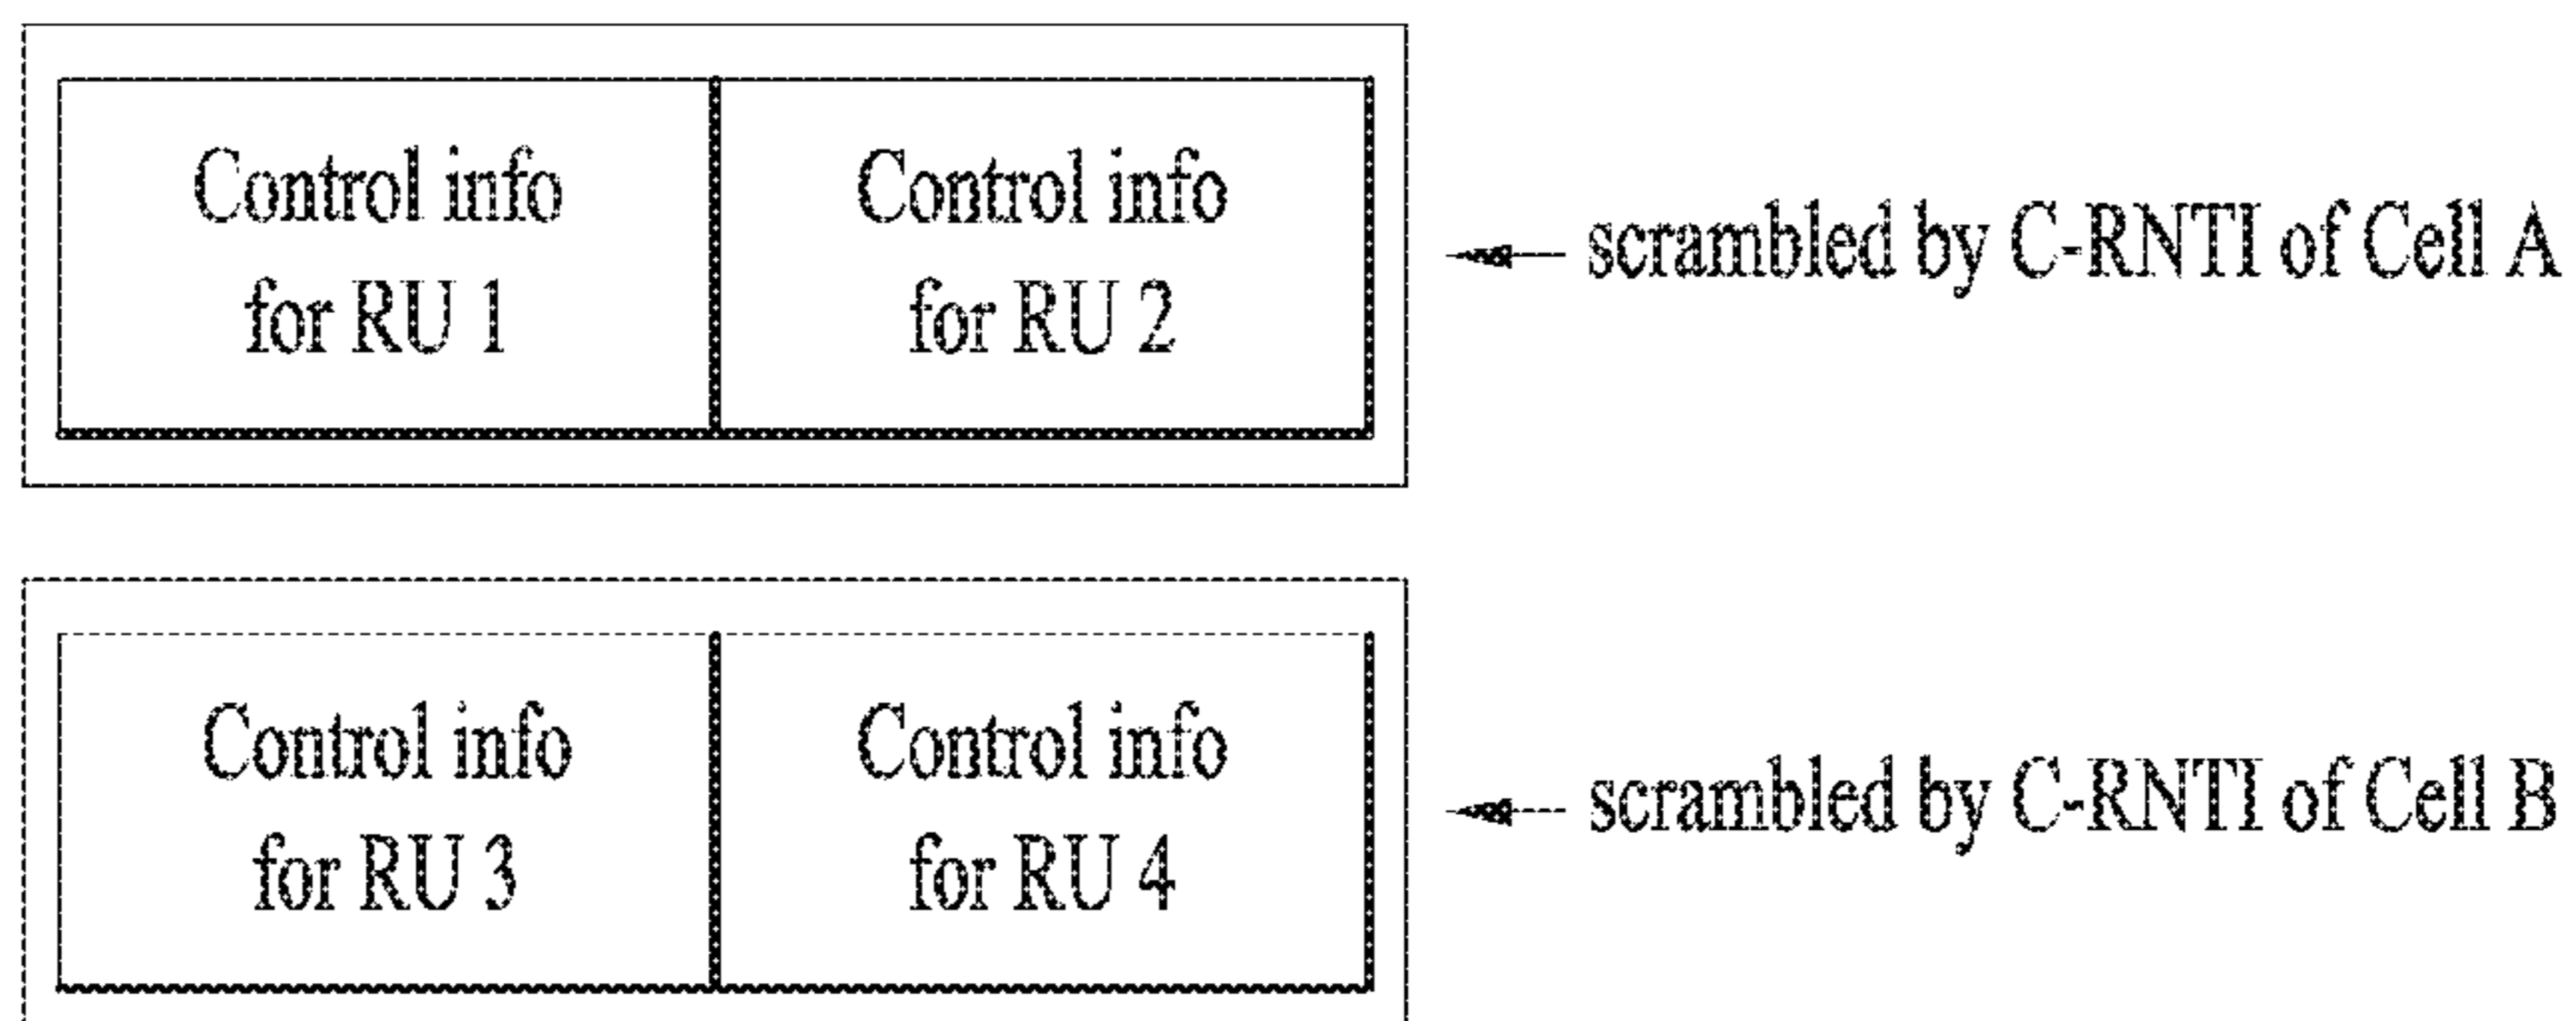 Control info
for RU 1
Control info
for RU 2
scrambled by C-RNTI of Cell A
Control info
for RU 3
Control info
for RU 4
scrambled by C-RNTI of Cell B